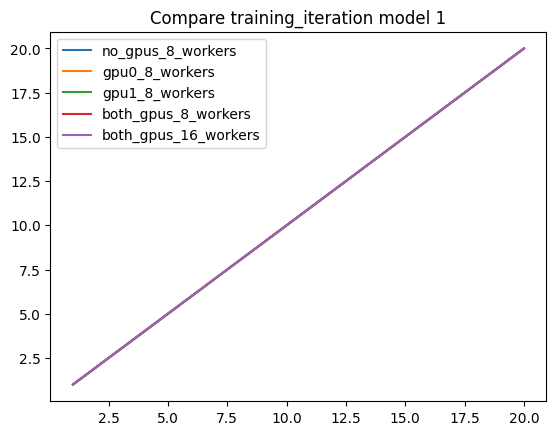 Compare training_iteration model 1
no_gpus_8_workers
gpu0_8_workers
gpu1_8_workers
both_gpus_8_workers
both_gpus_16_workers
20.0
17.5
15.0
12.5
10.0
7.5
5.0
2.5
2.5 5.0 7.5 10.0 12.5 15.0 17.5 20.0